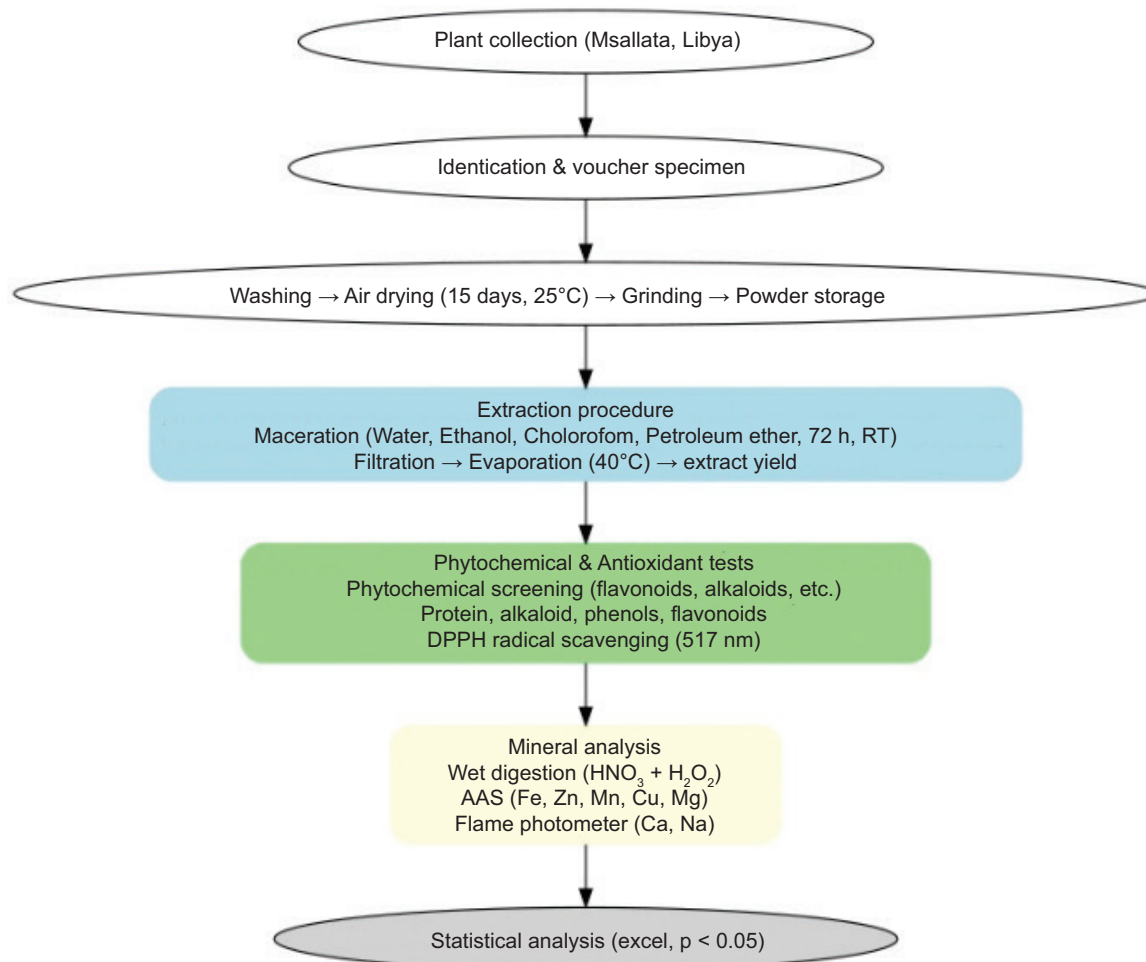 Plant collection (Msallata, Libya)
Identication & voucher specimen
Washing → Air drying (15 days, 25°C) → Grinding → Powder storage
Extraction procedure
Maceration (Water, Ethanol, Cholorofom, Petroleum ether, 72 h, RT)
Filtration → Evaporation (40°C) → extract yield
Phytochemical & Antioxidant tests
Phytochemical screening (flavonoids, alkaloids, etc.)
Protein, alkaloid, phenols, flavonoids
DPPH radical scavenging (517 nm)
Mineral analysis
Wet digestion (HNO₃ + H₂O₂)
AAS (Fe, Zn, Mn, Cu, Mg)
Flame photometer (Ca, Na)
Statistical analysis (excel, p < 0.05)